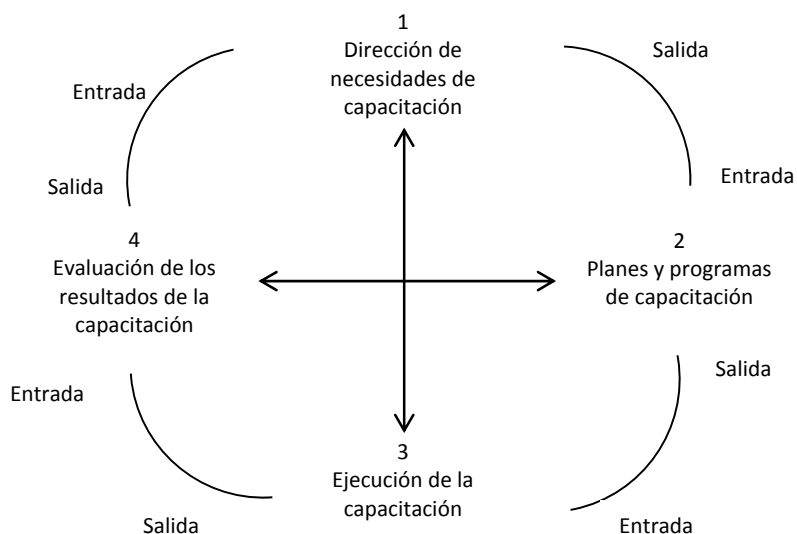 1
Dirección de
necesidades de
capacitación
Salida
Entrada
Entrada
Salida
4
Evaluación de los
resultados de la
capacitación
2
Planes y programas
de capacitación
Salida
Entrada
3
Ejecución de la
capacitación
Salida
Entrada